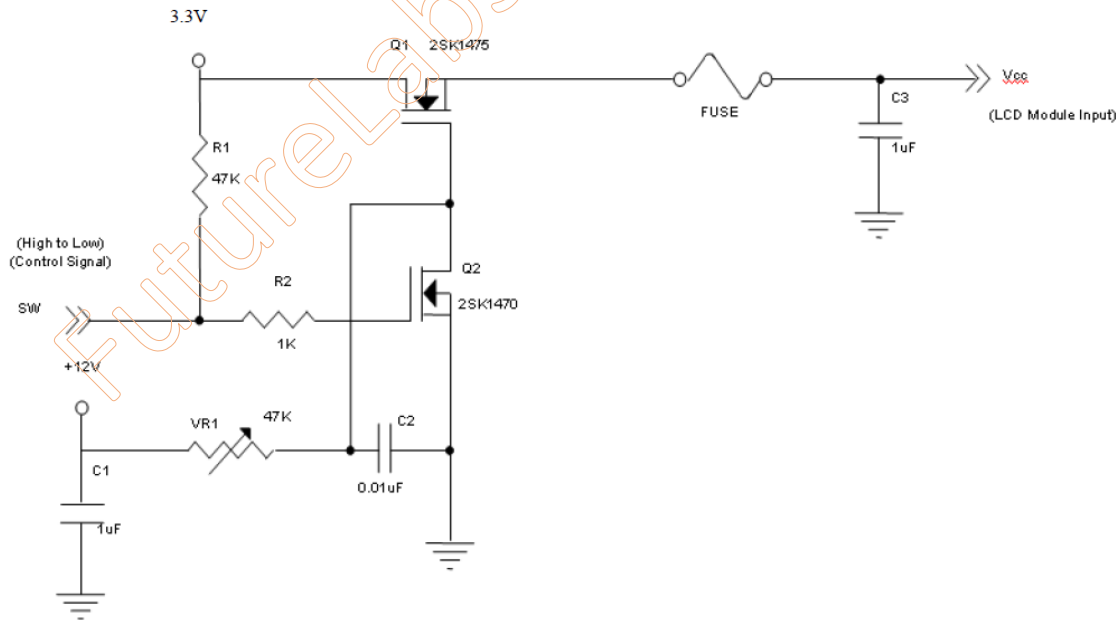 3.3V
Q1 2SK1475
FUSE
Vcc
(LCD Module Input)
C3
1uF
R1
47K
(High to Low)
(Control Signal)
SW
R2
1K
Q2
2SK1470
+12V
VR1
47K
C2
0.01uF
C1
1uF
FutureLabs